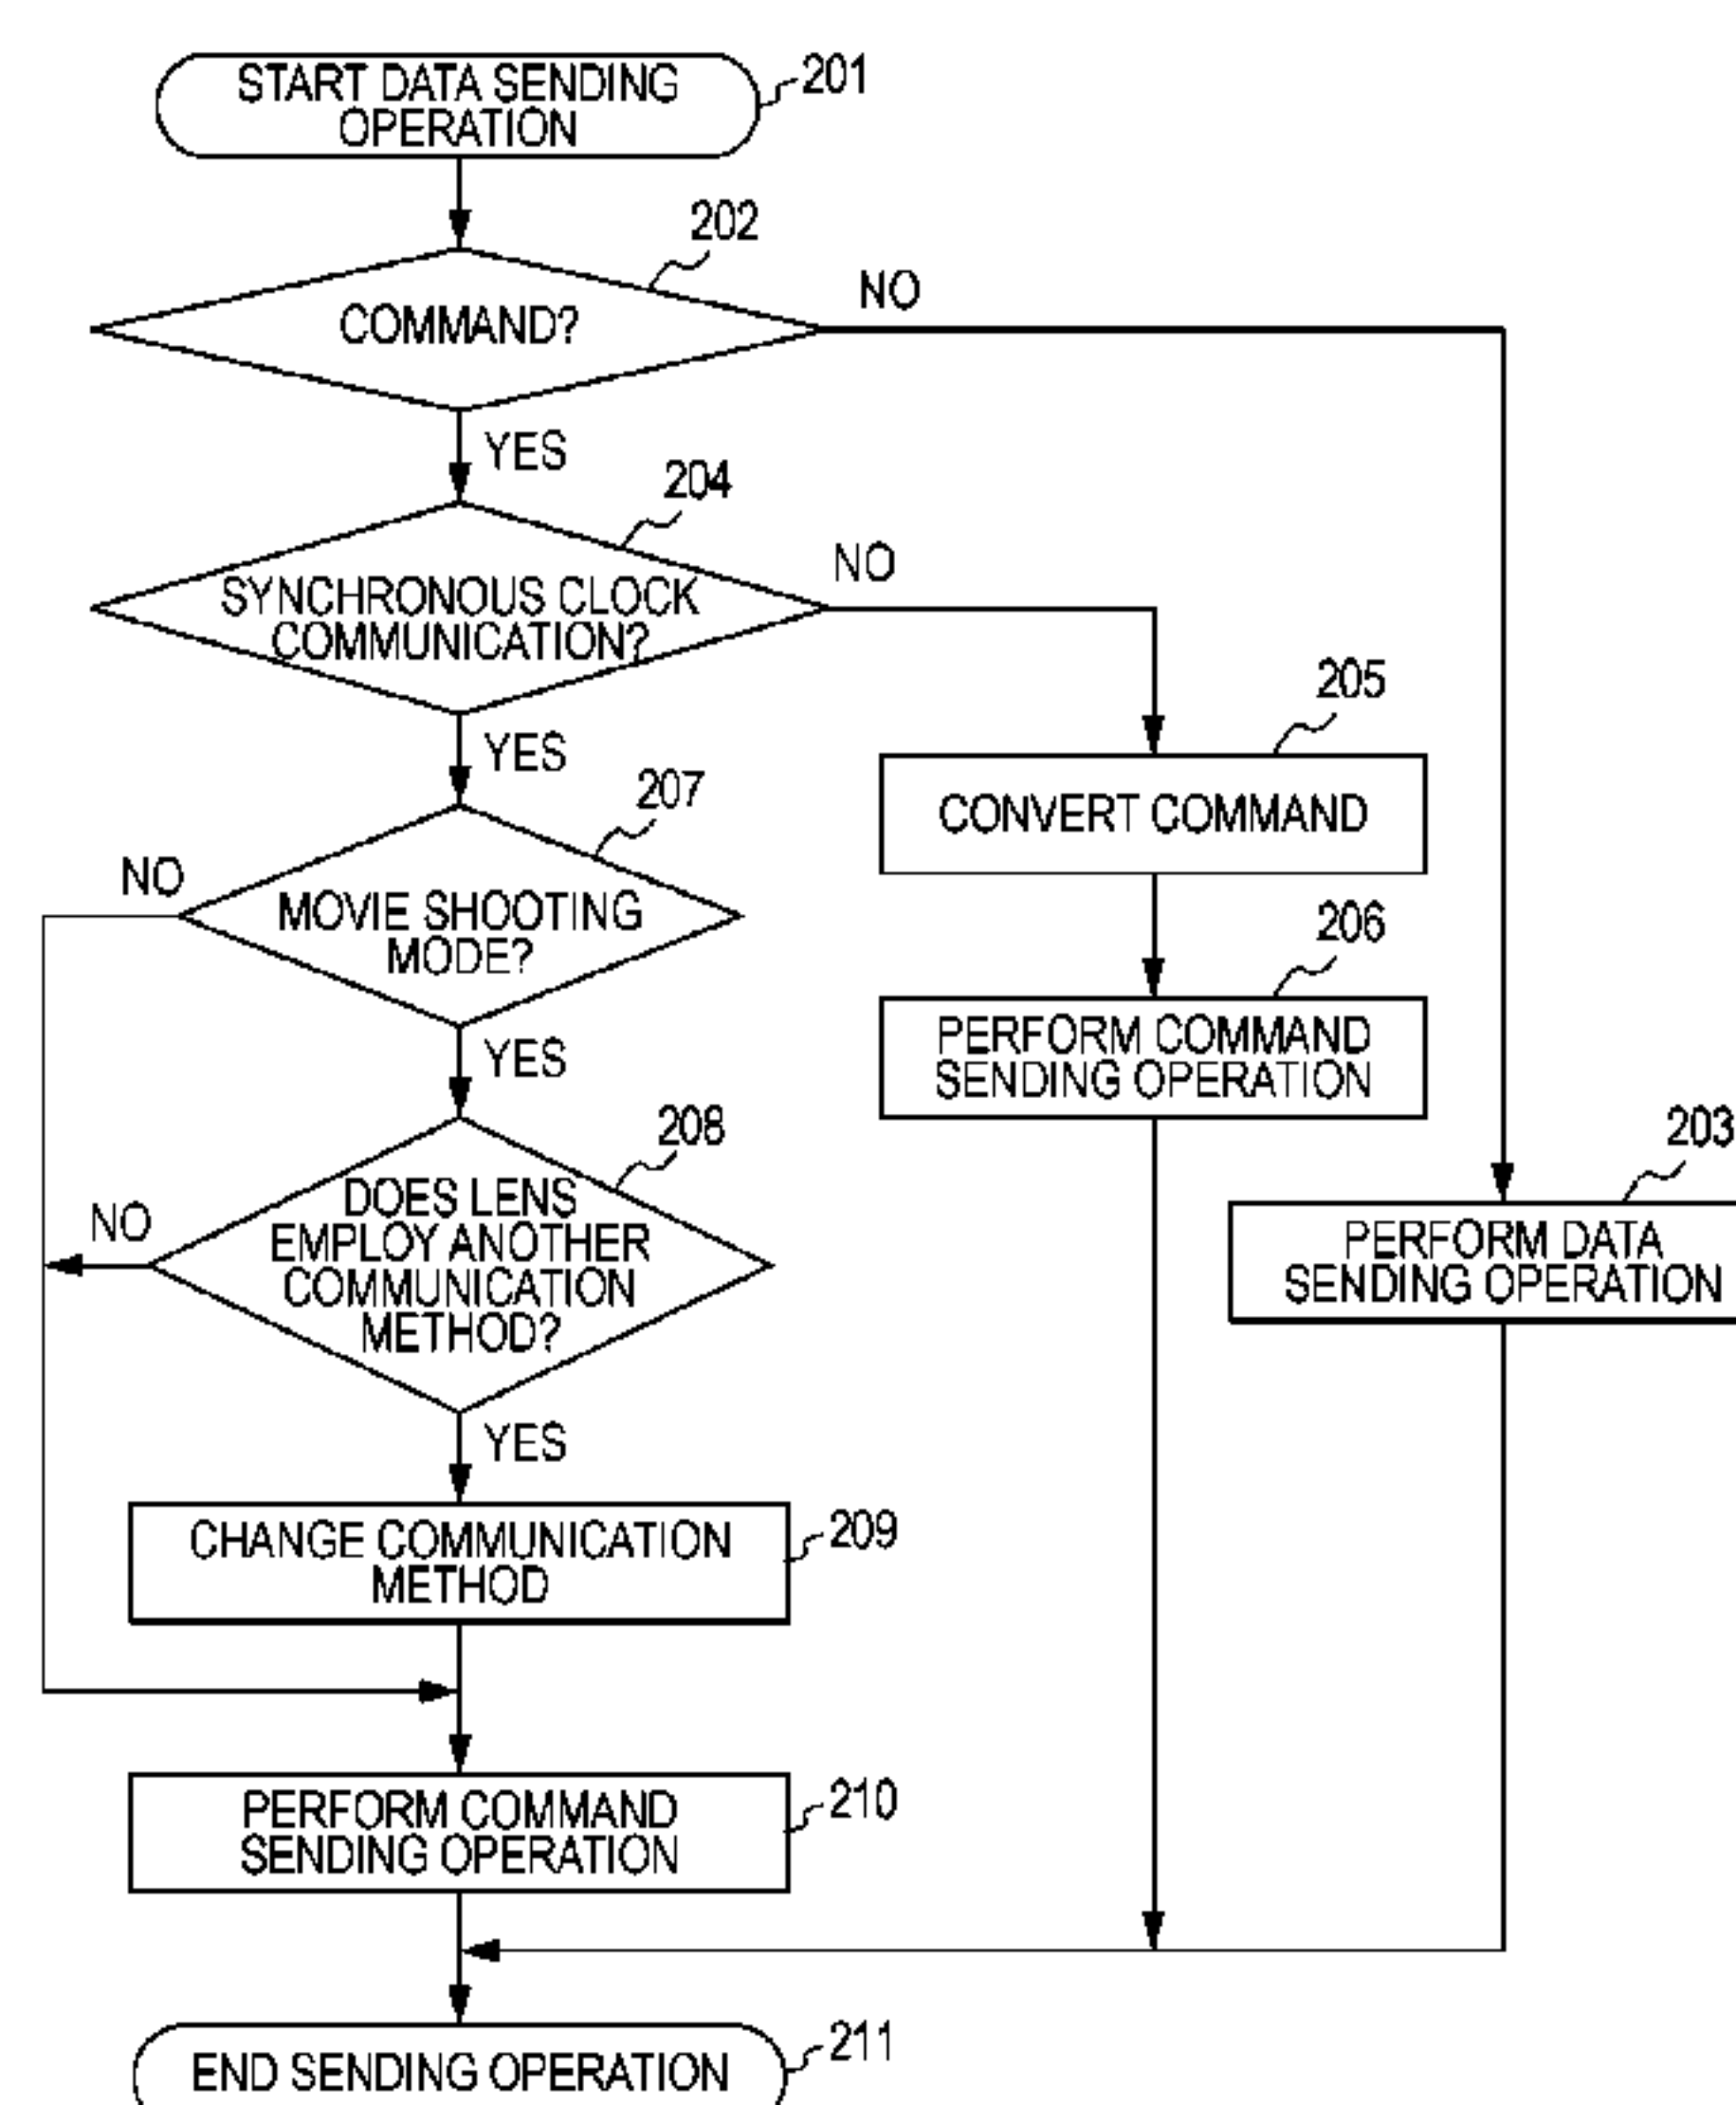 START DATA SENDING
OPERATION
201
202
COMMAND?
NO
YES
204
SYNCHRONOUS CLOCK
COMMUNICATION?
NO
YES
205
CONVERT COMMAND
207
NO
MOVIE SHOOTING
MODE?
YES
206
PERFORM COMMAND
SENDING OPERATION
208
NO
DOES LENS
EMPLOY ANOTHER
COMMUNICATION
METHOD?
YES
203
PERFORM DATA
SENDING OPERATION
CHANGE COMMUNICATION
METHOD
209
PERFORM COMMAND
SENDING OPERATION
210
END SENDING OPERATION
211